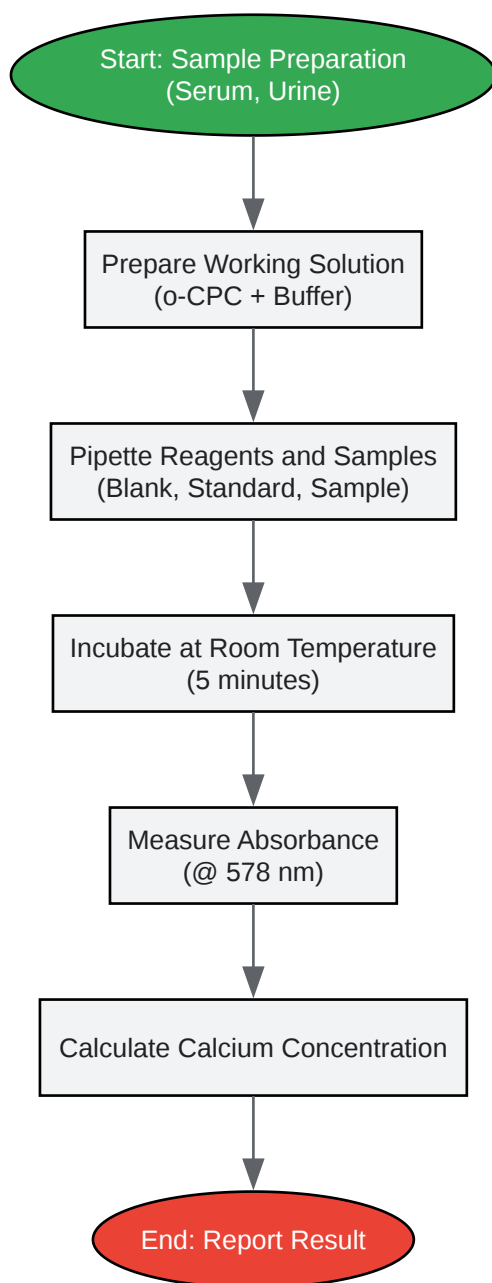 Start: Sample Preparation
(Serum, Urine)
Prepare Working Solution
(o-CPC + Buffer)
Pipette Reagents and Samples
(Blank, Standard, Sample)
Incubate at Room Temperature
(5 minutes)
Measure Absorbance
(@ 578 nm)
Calculate Calcium Concentration
End: Report Result